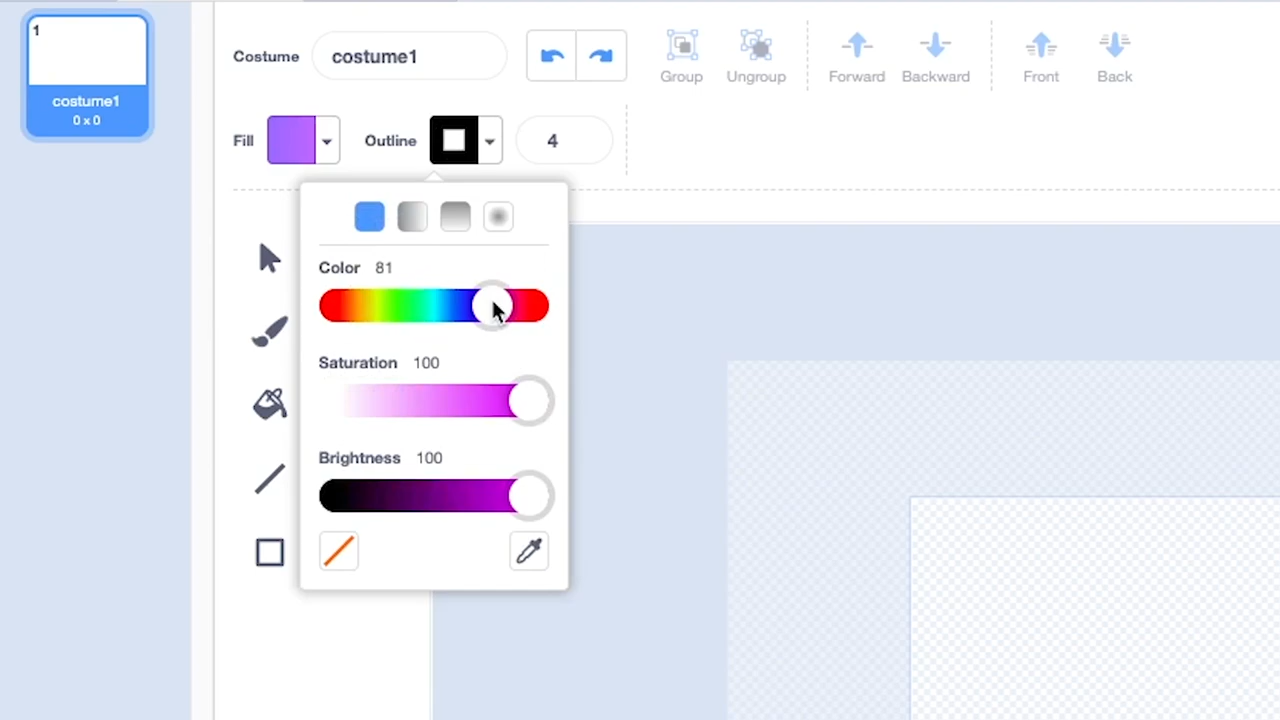 1
costume1
0 x 0
Costume costume1
Group Ungroup Forward Backward Front Back
Fill Outline 4
Color 81
Saturation 100
Brightness 100